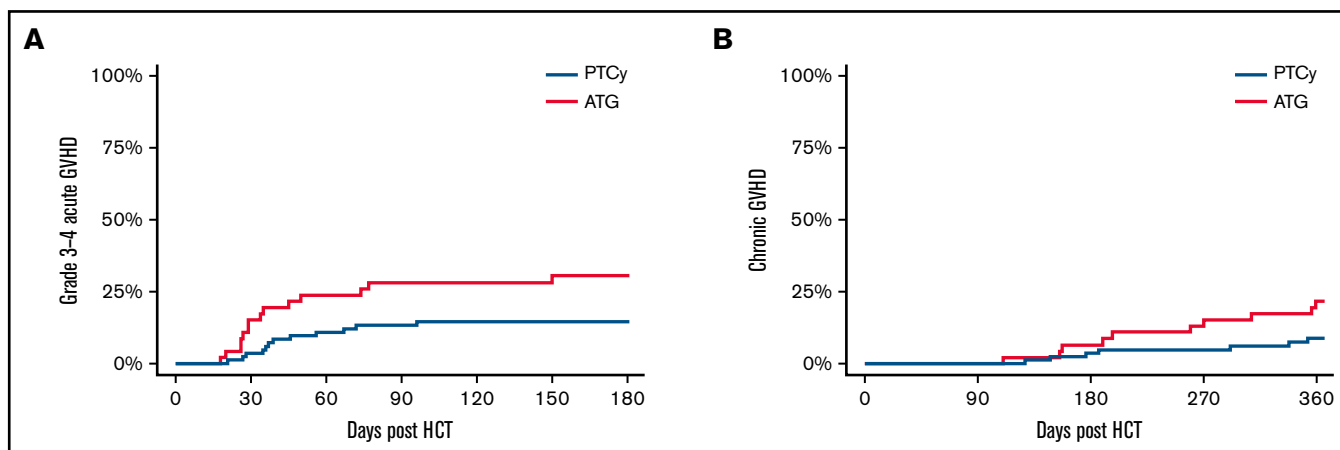 A
100%
75%
50%
25%
0%
Grade 3–4 acute GVHD
PTCy
ATG
0 30 60 90 120 150 180
Days post HCT
B
100%
75%
50%
25%
0%
Chronic GVHD
PTCy
ATG
0 90 180 270 360
Days post HCT